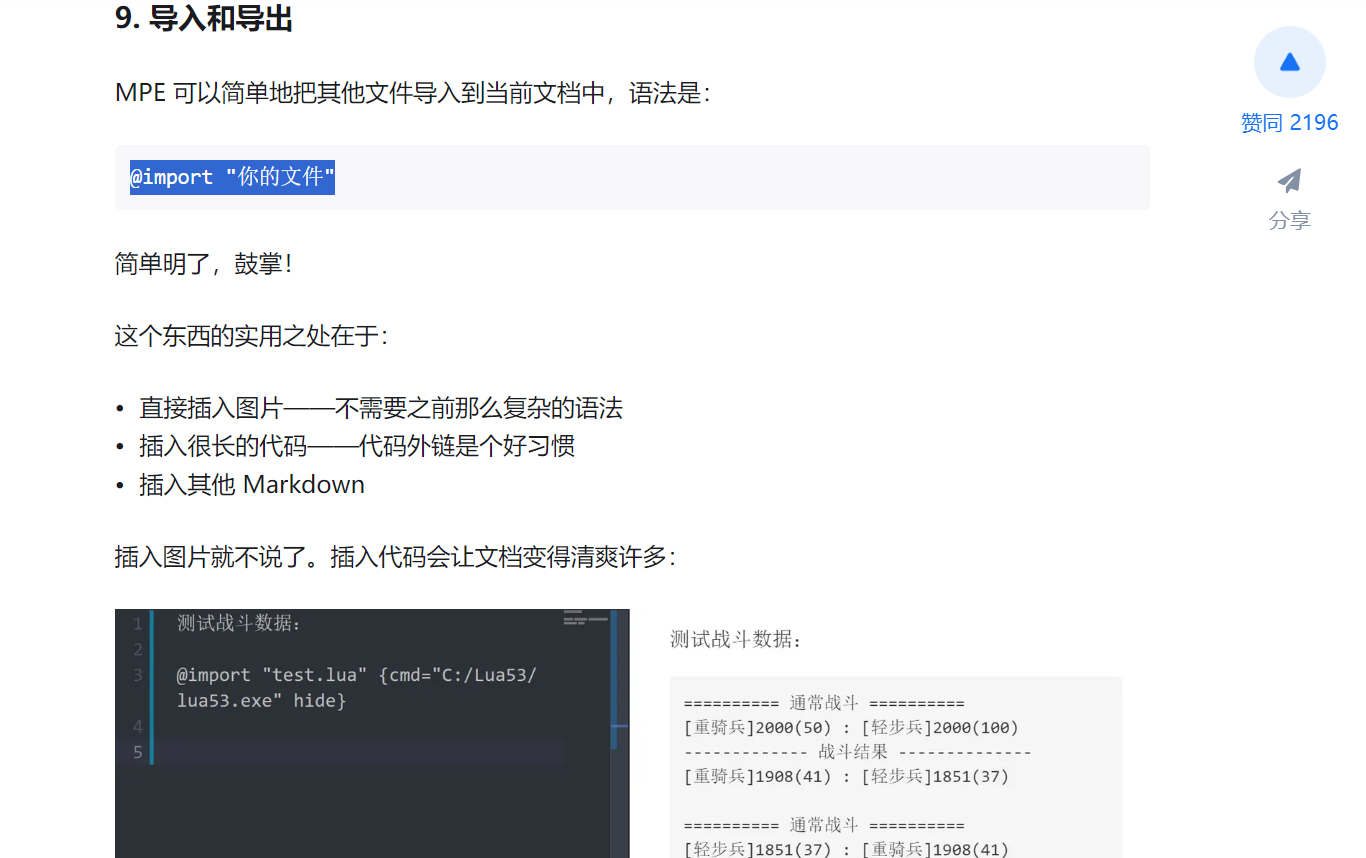 9. 导入和导出
MPE 可以简单地把其他文件导入到当前文档中，语法是：
@import "你的文件"
简单明了，鼓掌！
这个东西的实用之处在于：
• 直接插入图片——不需要之前那么复杂的语法
• 插入很长的代码——代码外链是个好习惯
• 插入其他 Markdown
插入图片就不说了。插入代码会让文档变得清爽许多：
1 测试战斗数据：
2
3 @import "test.lua" {cmd="C:/Lua53/
lua53.exe" hide}
4
5
测试战斗数据：
========== 通常战斗 ==========
[重骑兵]2000(50) : [轻步兵]2000(100)
------------- 战斗结果 --------------
[重骑兵]1908(41) : [轻步兵]1851(37)
========== 通常战斗 ==========
[轻步兵]1851(37) : [重骑兵]1908(41)
赞同 2196
分享